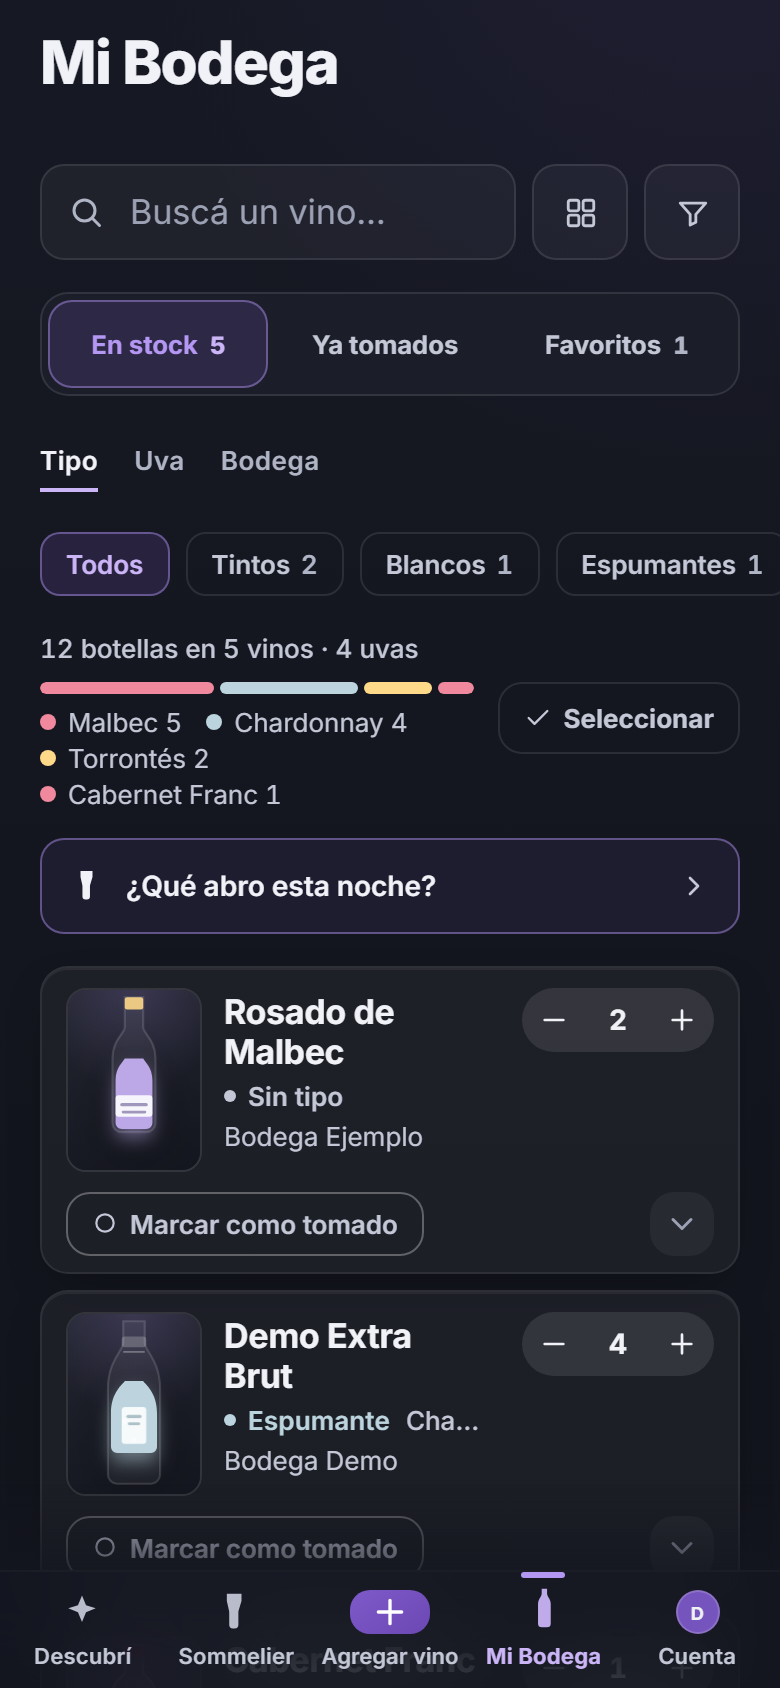 Mi Bodega
Buscá un vino...
En stock 5 Ya tomados Favoritos 1
Tipo Uva Bodega
Todos Tintos 2 Blancos 1 Espumantes 1
12 botellas en 5 vinos · 4 uvas
Malbec 5 Chardonnay 4
Torrontés 2
Cabernet Franc 1
Seleccionar
¿Qué abro esta noche?
Rosado de
Malbec
2
Sin tipo
Bodega Ejemplo
Marcar como tomado
Demo Extra
Brut
4
Espumante Cha...
Bodega Demo
Marcar como tomado
Cabernet Franc 1
Descubrí Sommelier Agregar vino Mi Bodega D Cuenta